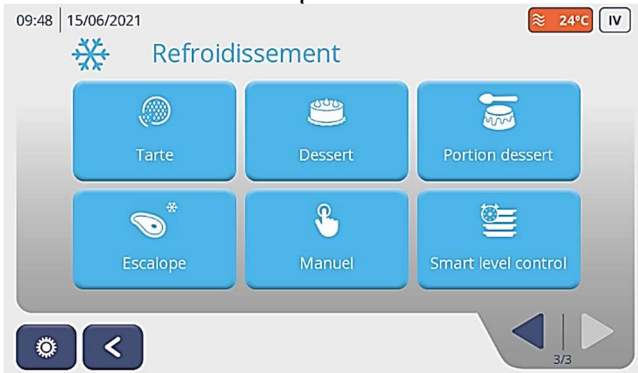 09:48 15/06/2021 24°C IV
Refroidissement
Tarte Dessert Portion dessert
Escalope Manuel Smart level control
3/3